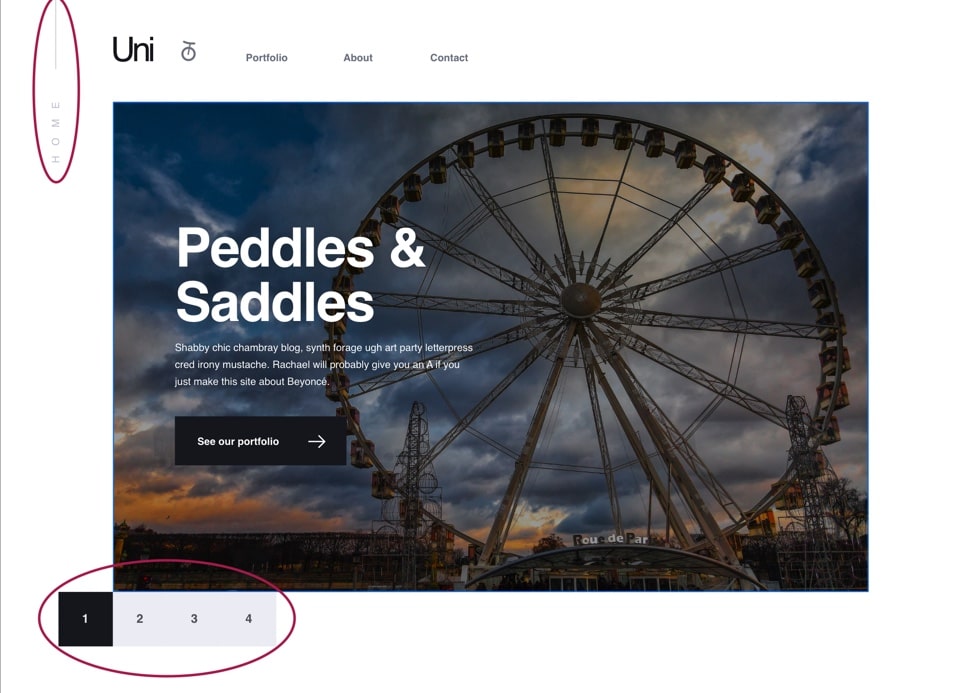 HOME
Uni
Portfolio About Contact
Peddles &
Saddles
Shabby chic chambray blog, synth forage ugh art party letterpress
cred irony mustache. Rachael will probably give you an A if you
just make this site about Beyoncé.
See our portfolio
Roue de Par
1 2 3 4